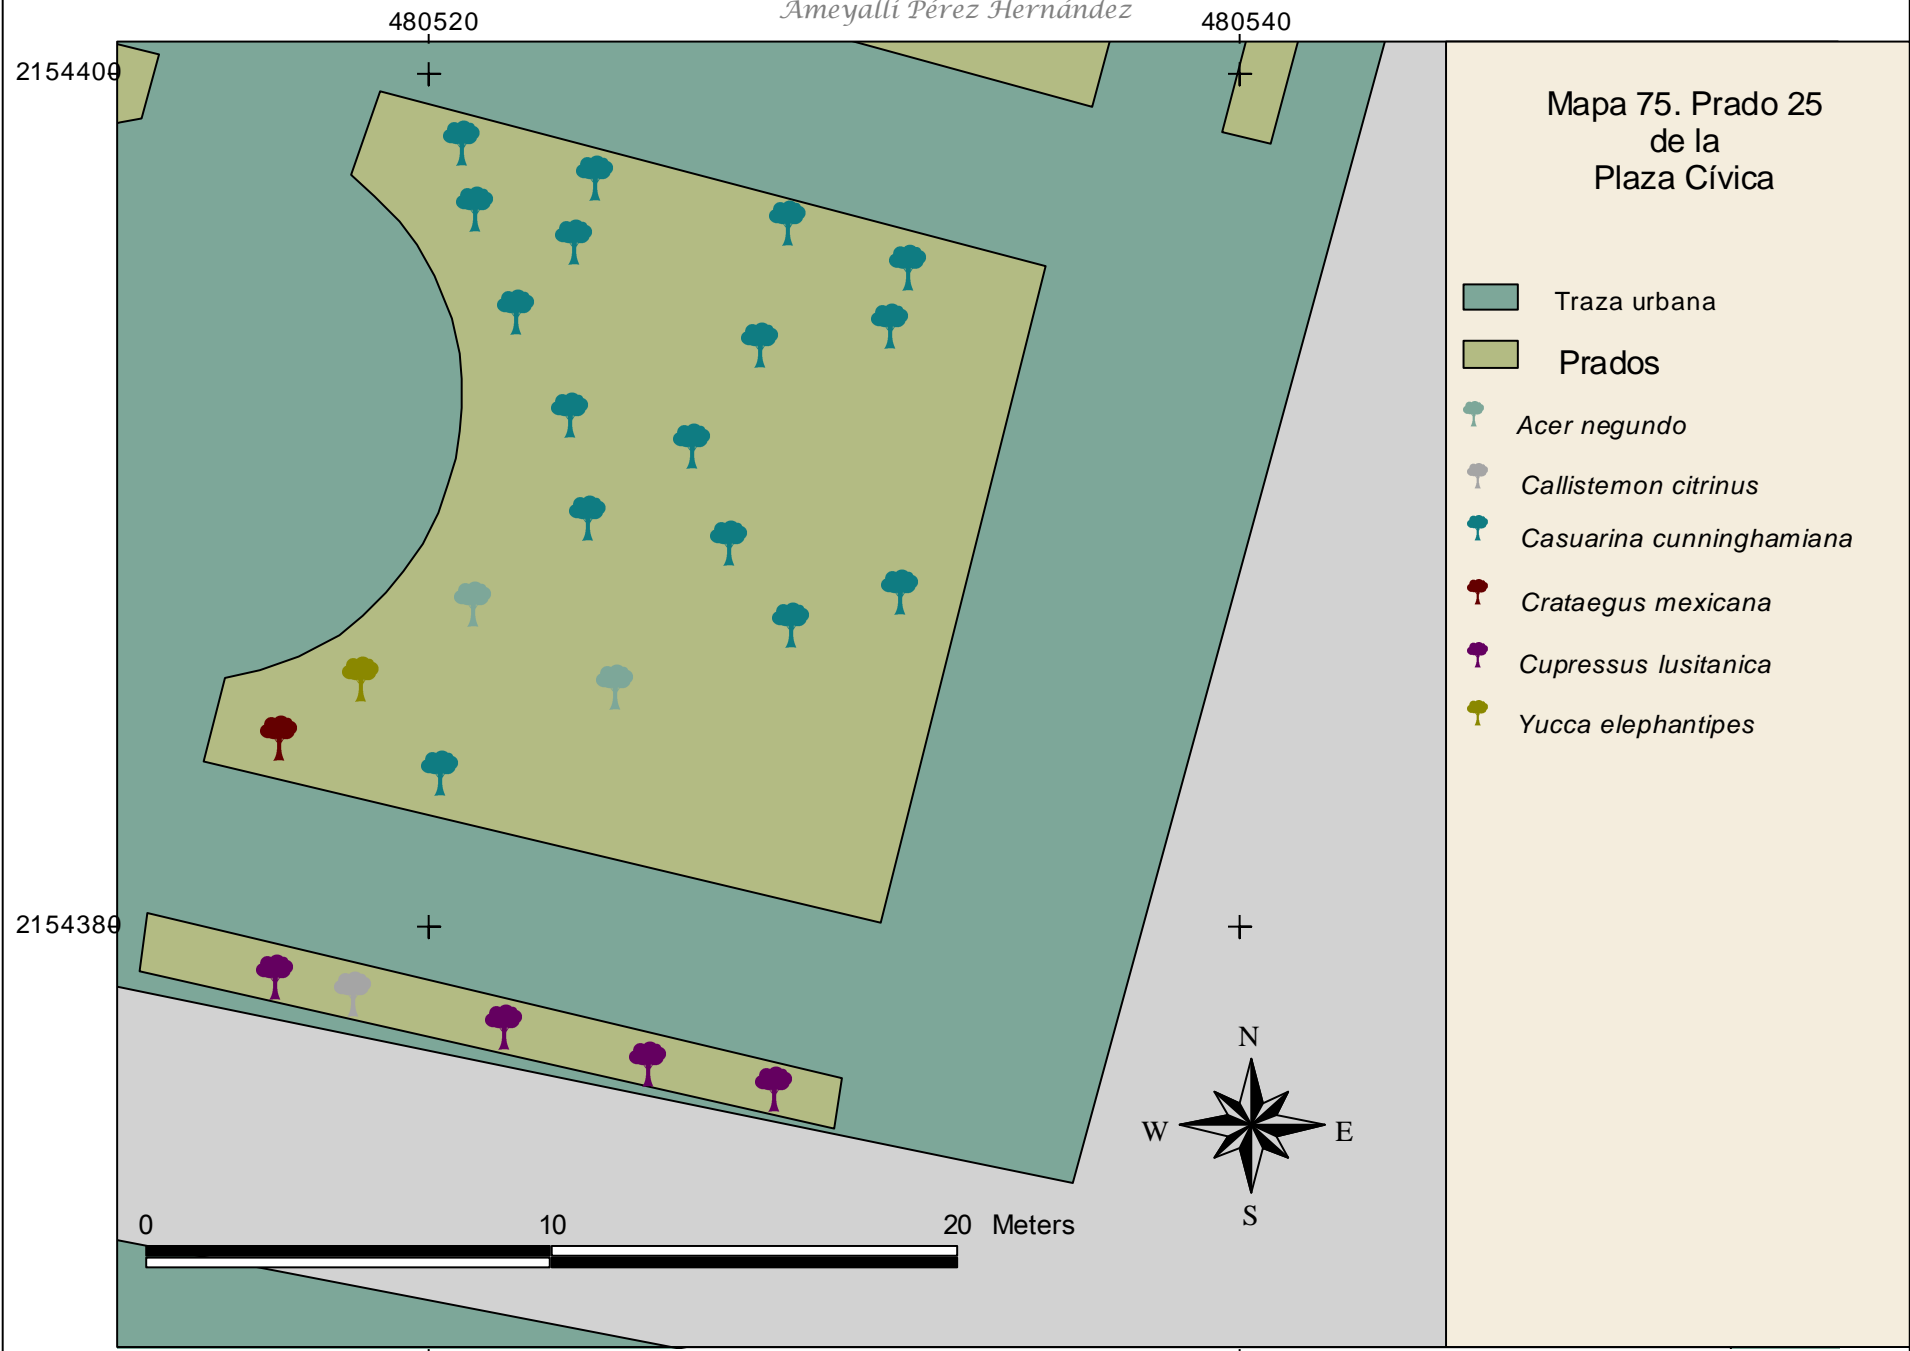 Ameyalli Pérez Hernández
480520
480540
2154400
2154380
Mapa 75. Prado 25
de la
Plaza Cívica
Traza urbana
Prados
Acer negundo
Callistemon citrinus
Casuarina cunninghamiana
Crataegus mexicana
Cupressus lusitanica
Yucca elephantipes
N
W
E
S
0
10
20 Meters